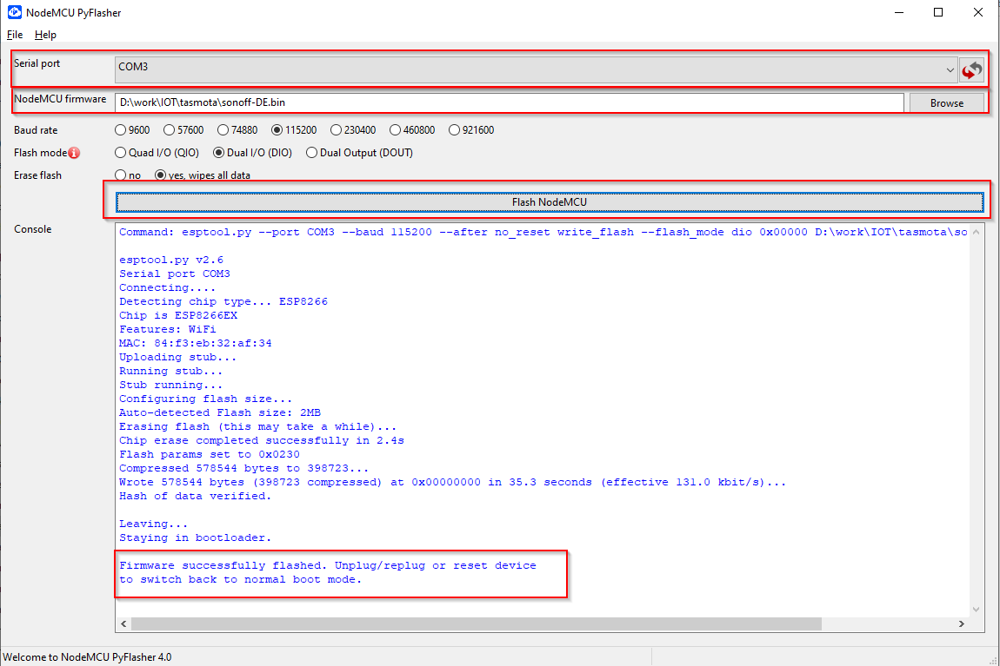 NodeMCU PyFlasher
File Help
Serial port COM3
NodeMCU firmware D:\work\IOT\tasmota\sonoff-DE.bin Browse
Baud rate 9600 57600 74880 115200 230400 460800 921600
Flash mode Quad I/O (QIO) Dual I/O (DIO) Dual Output (DOUT)
Erase flash no yes, wipes all data
Flash NodeMCU
Console
Command: esptool.py --port COM3 --baud 115200 --after no_reset write_flash --flash_mode dio 0x00000 D:\work\IOT\tasmota\so
esptool.py v2.6
Serial port COM3
Connecting....
Detecting chip type... ESP8266
Chip is ESP8266EX
Features: WiFi
MAC: 84:f3:eb:32:af:34
Uploading stub...
Running stub...
Stub running...
Configuring flash size...
Auto-detected Flash size: 2MB
Erasing flash (this may take a while)...
Chip erase completed successfully in 2.4s
Flash params set to 0x0230
Compressed 578544 bytes to 398723...
Wrote 578544 bytes (398723 compressed) at 0x00000000 in 35.3 seconds (effective 131.0 kbit/s)...
Hash of data verified.
Leaving...
Staying in bootloader.
Firmware successfully flashed. Unplug/replug or reset device
to switch back to normal boot mode.
Welcome to NodeMCU PyFlasher 4.0